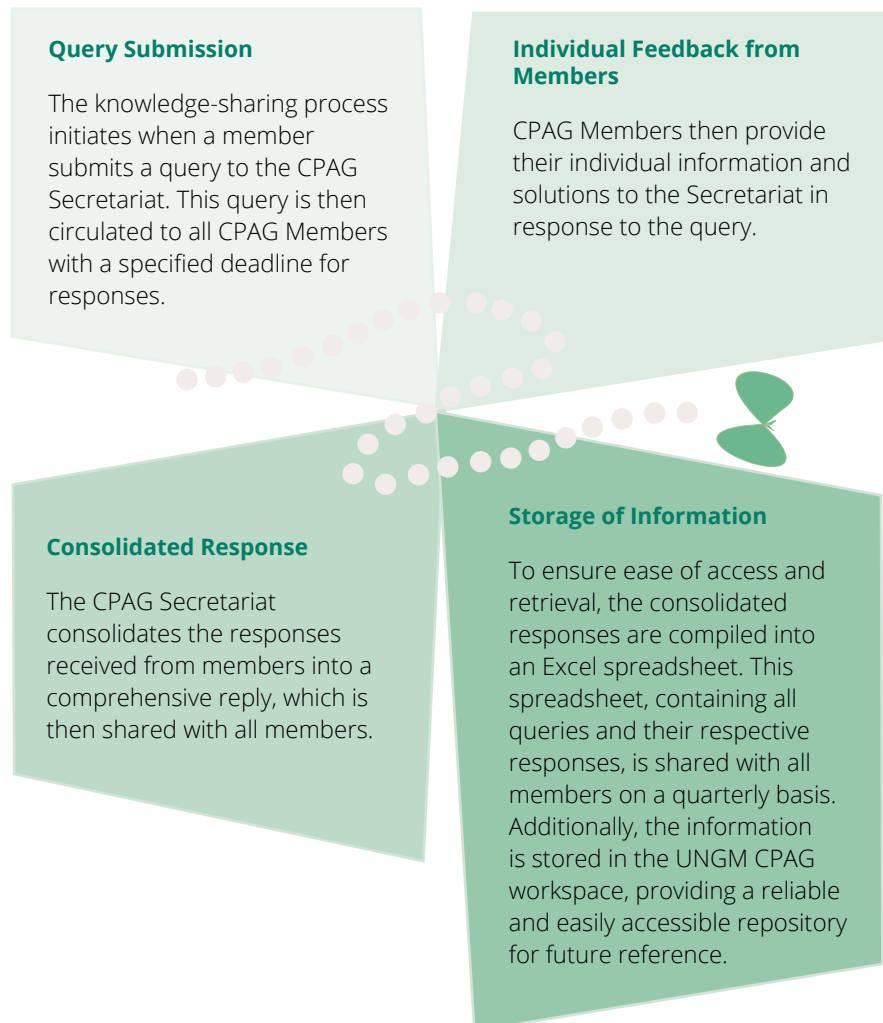 Query Submission
The knowledge-sharing process
initiates when a member
submits a query to the CPAG
Secretariat. This query is then
circulated to all CPAG Members
with a specified deadline for
responses.
Individual Feedback from
Members
CPAG Members then provide
their individual information and
solutions to the Secretariat in
response to the query.
Consolidated Response
The CPAG Secretariat
consolidates the responses
received from members into a
comprehensive reply, which is
then shared with all members.
Storage of Information
To ensure ease of access and
retrieval, the consolidated
responses are compiled into
an Excel spreadsheet. This
spreadsheet, containing all
queries and their respective
responses, is shared with all
members on a quarterly basis.
Additionally, the information
is stored in the UNGM CPAG
workspace, providing a reliable
and easily accessible repository
for future reference.